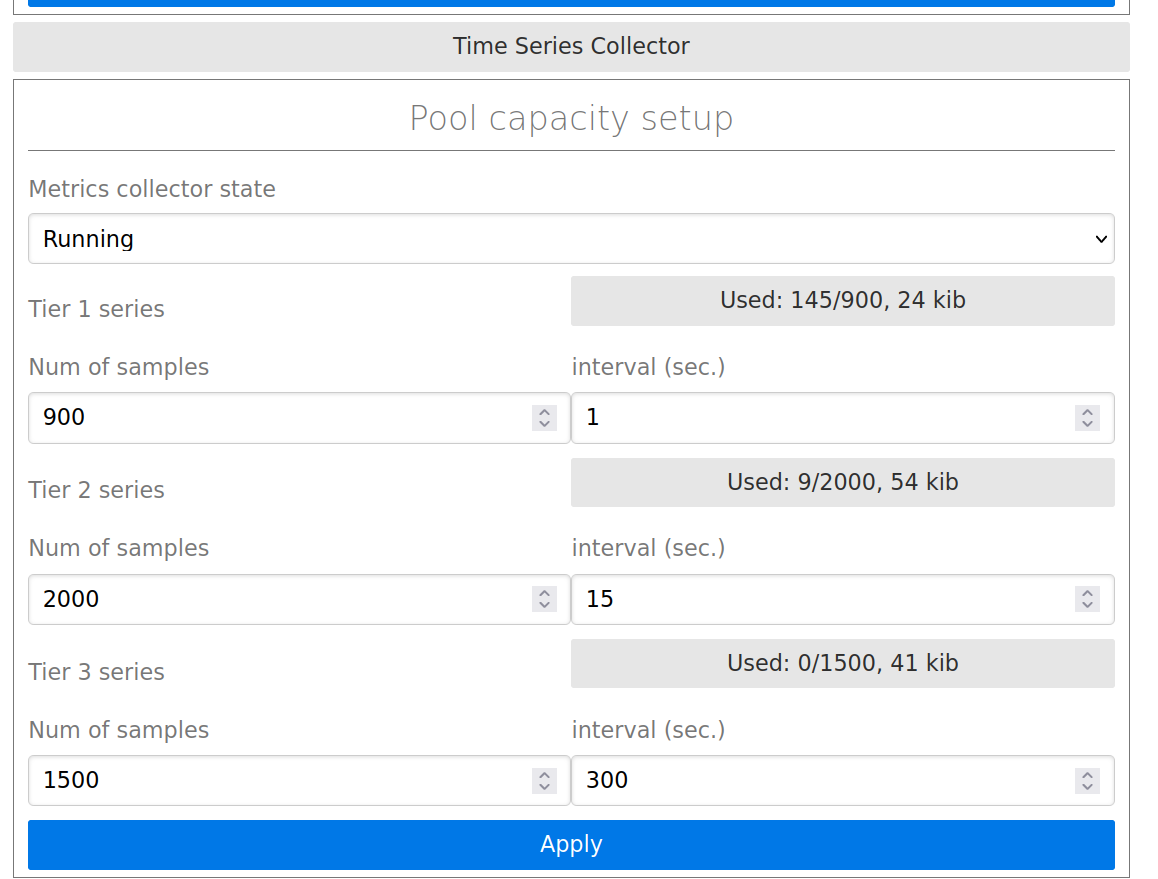 Time Series Collector
Pool capacity setup
Metrics collector state
Running
Tier 1 series
Used: 145/900, 24 kib
Num of samples
interval (sec.)
900
1
Tier 2 series
Used: 9/2000, 54 kib
Num of samples
interval (sec.)
2000
15
Tier 3 series
Used: 0/1500, 41 kib
Num of samples
interval (sec.)
1500
300
Apply